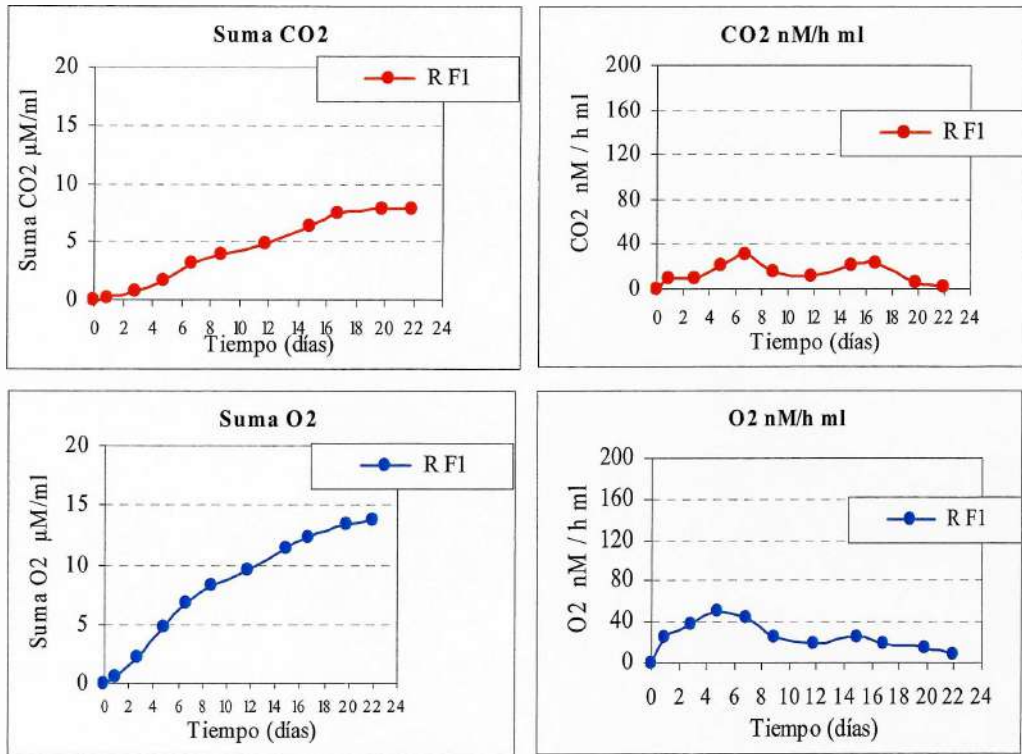 Suma CO2
20
15
10
5
0
Suma CO2 µM/ml
R F1
0 2 4 6 8 10 12 14 16 18 20 22 24
Tiempo (días)
CO2 nM/h ml
200
160
120
80
40
0
CO2 nM / h ml
R F1
0 2 4 6 8 10 12 14 16 18 20 22 24
Tiempo (días)
Suma O2
20
15
10
5
0
Suma O2 µM/ml
R F1
0 2 4 6 8 10 12 14 16 18 20 22 24
Tiempo (días)
O2 nM/h ml
200
160
120
80
40
0
O2 nM / h ml
R F1
0 2 4 6 8 10 12 14 16 18 20 22 24
Tiempo (días)